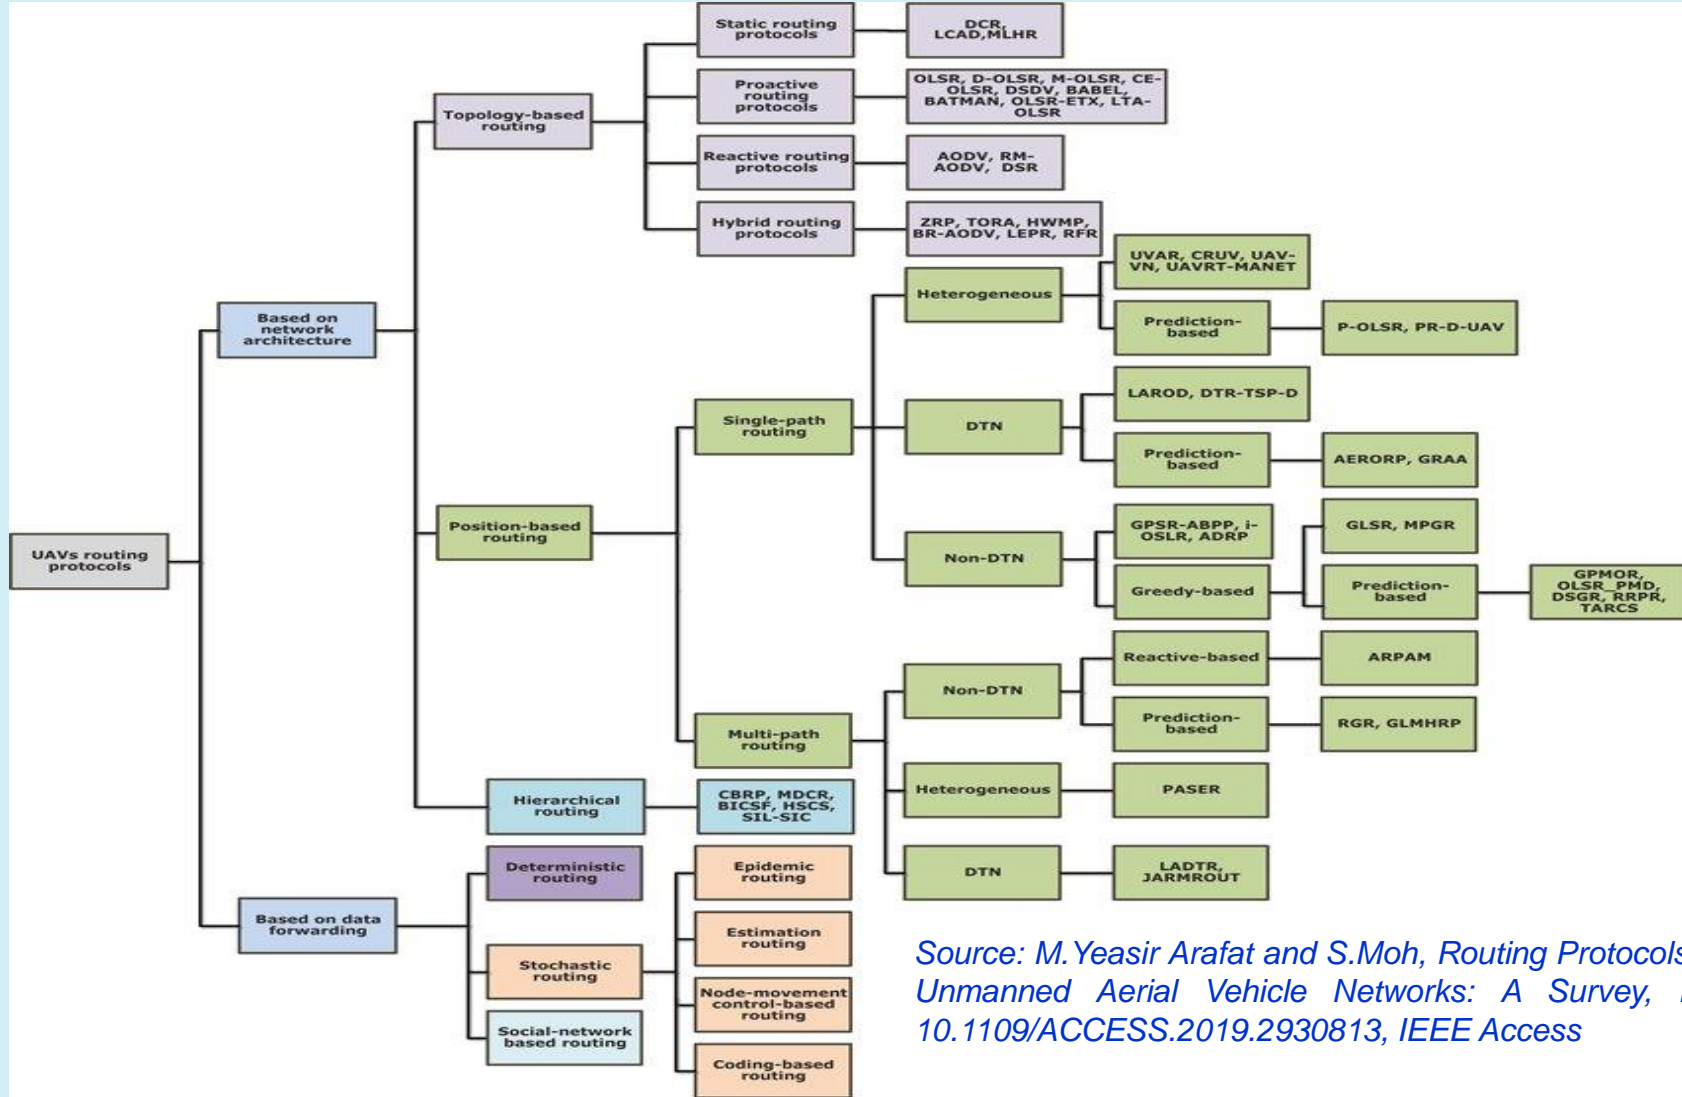 Static routing
protocols
DCR,
LCAD,MLHR
Proactive
routing
protocols
OLSR, D-OLSR, M-OLSR, CE-
OLSR, DSDV, BABEL,
BATMAN, OLSR-ETX, LTA-
OLSR
Topology-based
routing
Reactive routing
protocols
AODV, RM-
AODV, DSR
Hybrid routing
protocols
ZRP, TORA, HWMP,
BR-AODV, LEPR, RFR
Based on
network
architecture
Heterogeneous
UVAR, CRUV, UAV-
VN, UAVRT-MANET
Prediction-
based
P-OLSR, PR-D-UAV
Single-path
routing
DTN
LAROD, DTR-TSP-D
Prediction-
based
AERORP, GRAA
Position-based
routing
Non-DTN
GPSR-ABPP, i-
OSLR, ADRP
GLSR, MPGR
Greedy-based
Prediction-
based
GPMOR,
OLSR_PMD,
DSGR, RRPR,
TARCS
UAVs routing
protocols
Multi-path
routing
Non-DTN
Reactive-based
ARPAM
Prediction-
based
RGR, GLMHRP
Heterogeneous
PASER
DTN
LADTR,
JARMROUT
Hierarchical
routing
CBRP, MDCR,
BICSF, HSCS,
SIL-SIC
Based on data
forwarding
Deterministic
routing
Stochastic
routing
Social-network
based routing
Epidemic
routing
Estimation
routing
Node-movement
control-based
routing
Coding-based
routing
Source: M.Yeasir Arafat and S.Moh, Routing Protocols
Unmanned Aerial Vehicle Networks: A Survey,
10.1109/ACCESS.2019.2930813, IEEE Access